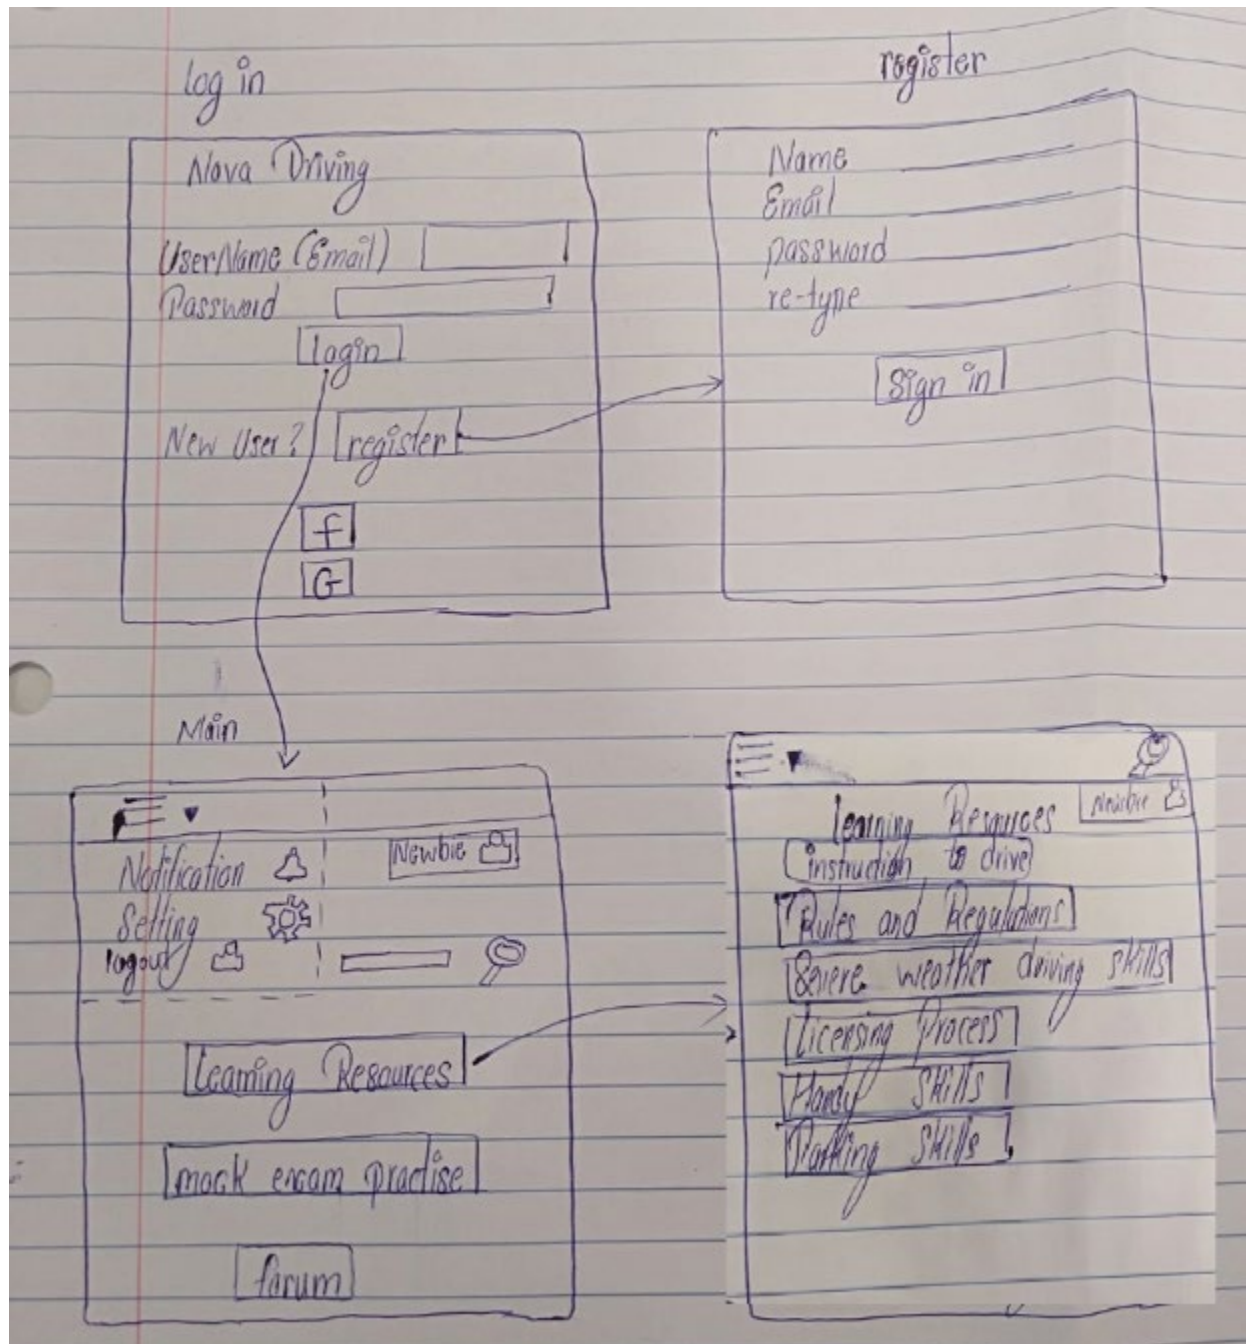 log in
Nova Driving
UserName (Email)
Password
login
New User? register
f
G
register
Name
Email
password
re-type
Sign in
Main
Notification
Newbie
Setting
logout
Learning Resources
mock exam practise
forum
Newbie
learning Resources
instruction to drive
Rules and Regulations
Severe weather driving skills
Licensing Process
Handy Skills
Parking Skills